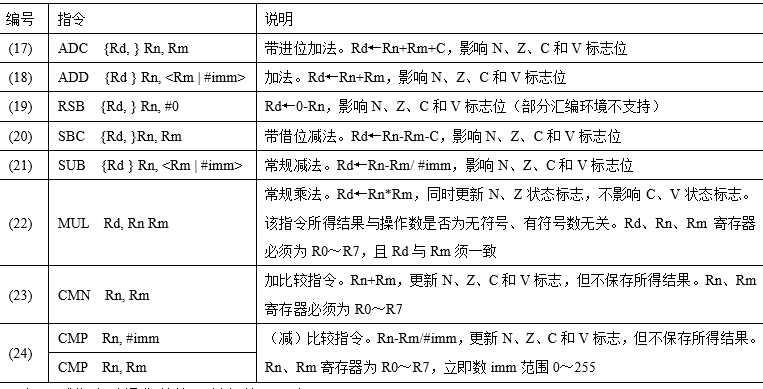 编号 指令 说明
(17) ADC {Rd, } Rn, Rm 带进位加法。Rd←Rn+Rm+C，影响 N、Z、C 和 V 标志位
(18) ADD {Rd, } Rn, <Rm | #imm> 加法。Rd←Rn+Rm，影响 N、Z、C 和 V 标志位
(19) RSB {Rd, } Rn, #0 Rd←0-Rn，影响 N、Z、C 和 V 标志位（部分汇编环境不支持）
(20) SBC {Rd, }Rn, Rm 带借位减法。Rd←Rn-Rm-C，影响 N、Z、C 和 V 标志位
(21) SUB {Rd } Rn, <Rm | #imm> 常规减法。Rd←Rn-Rm/ #imm，影响 N、Z、C 和 V 标志位
(22) MUL Rd, Rn Rm 常规乘法。Rd←Rn*Rm，同时更新 N、Z 状态标志，不影响 C、V 状态标志。
该指令所得结果与操作数是否为无符号、有符号数无关。Rd、Rn、Rm 寄存器
必须为 R0～R7，且 Rd 与 Rm 须一致
(23) CMN Rn, Rm 加比较指令。Rn+Rm，更新 N、Z、C 和 V 标志，但不保存所得结果。Rn、Rm
寄存器必须为 R0～R7
(24) CMP Rn, #imm （减）比较指令。Rn-Rm/#imm，更新 N、Z、C 和 V 标志，但不保存所得结果。
CMP Rn, Rm Rn、Rm 寄存器为 R0～R7，立即数 imm 范围 0～255